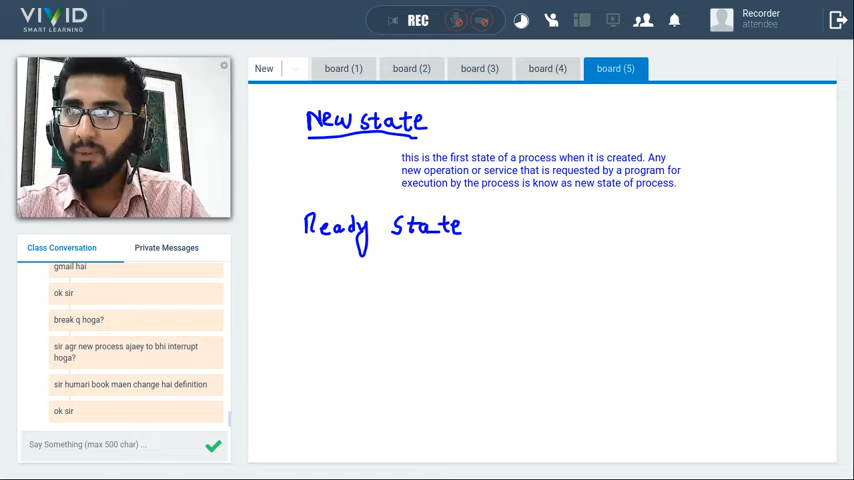 VIVID
SMART LEARNING
REC
Recorder
attendee
New
board (1)
board (2)
board (3)
board (4)
board (5)
New state
this is the first state of a process when it is created. Any
new operation or service that is requested by a program for
execution by the process is know as new state of process.
Ready state
Class Conversation
Private Messages
gmail hai
ok sir
break q hoga?
sir agr new process ajaey to bhi interrupt
hoga?
sir humari book maen change hai definition
ok sir
Say Something (max 500 char) ...